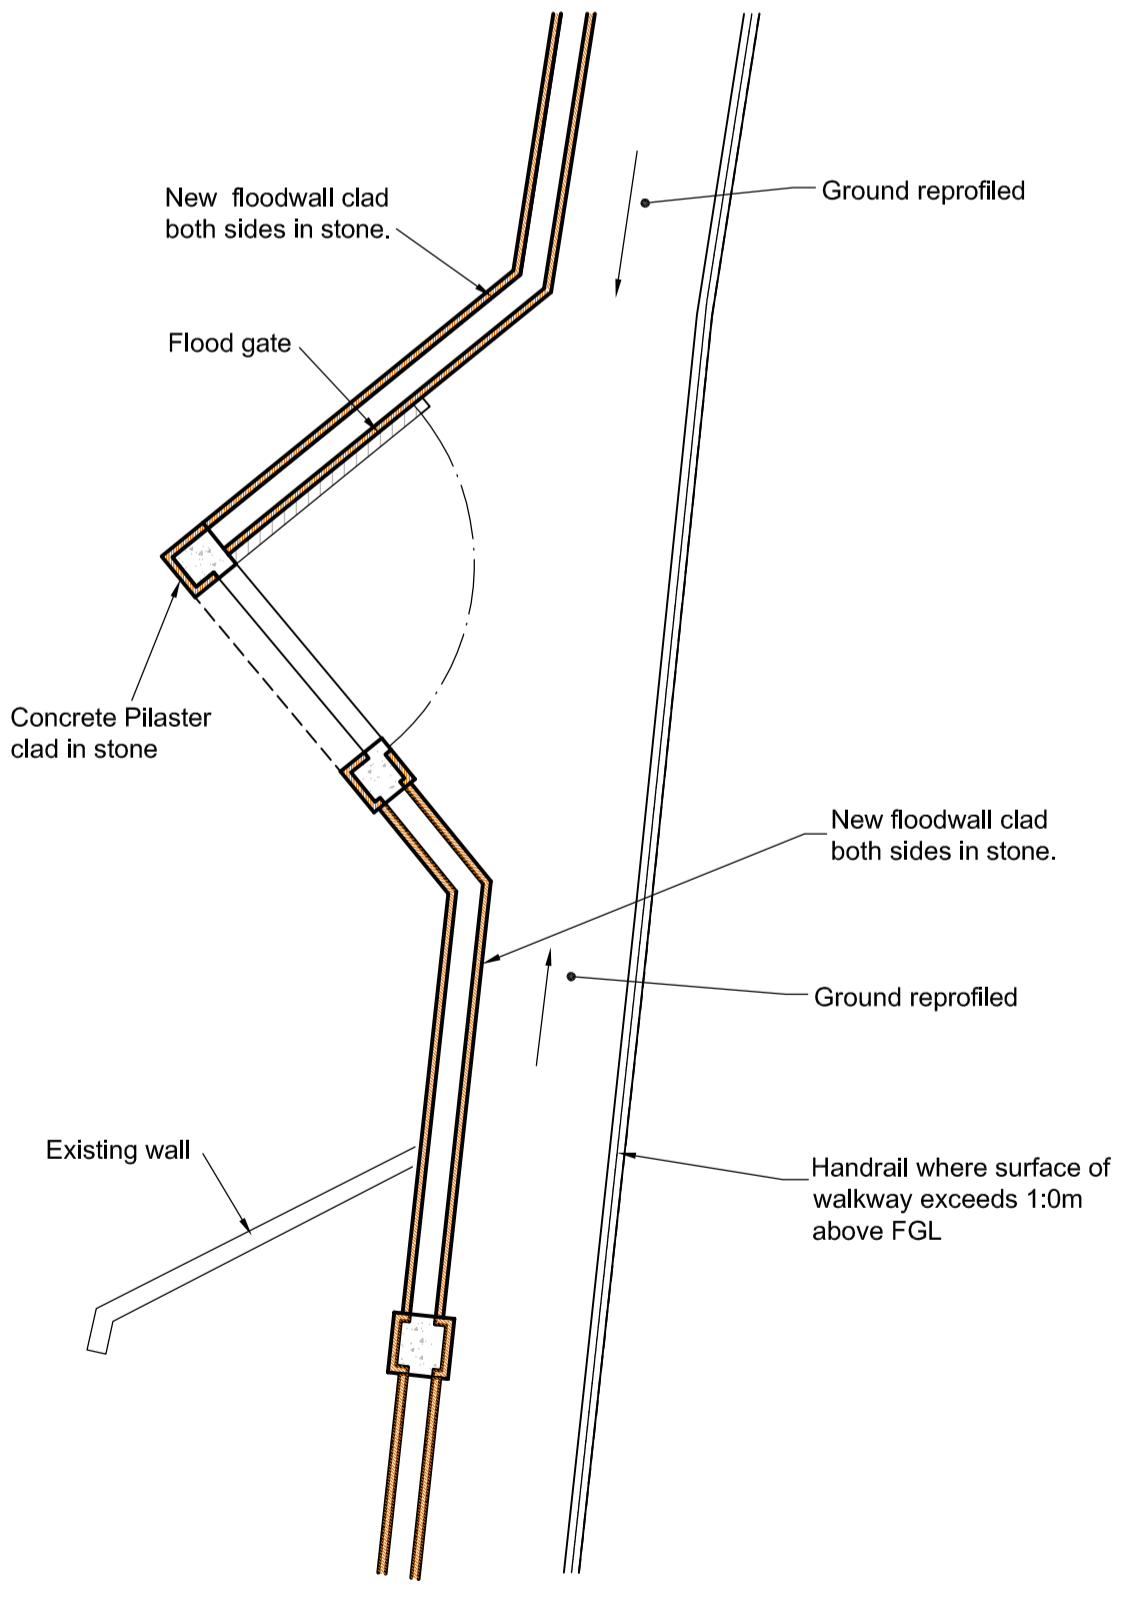 New floodwall clad
both sides in stone.
Ground reprofiled
Flood gate
Concrete Pilaster
clad in stone
New floodwall clad
both sides in stone.
Ground reprofiled
Existing wall
Handrail where surface of
walkway exceeds 1:0m
above FGL